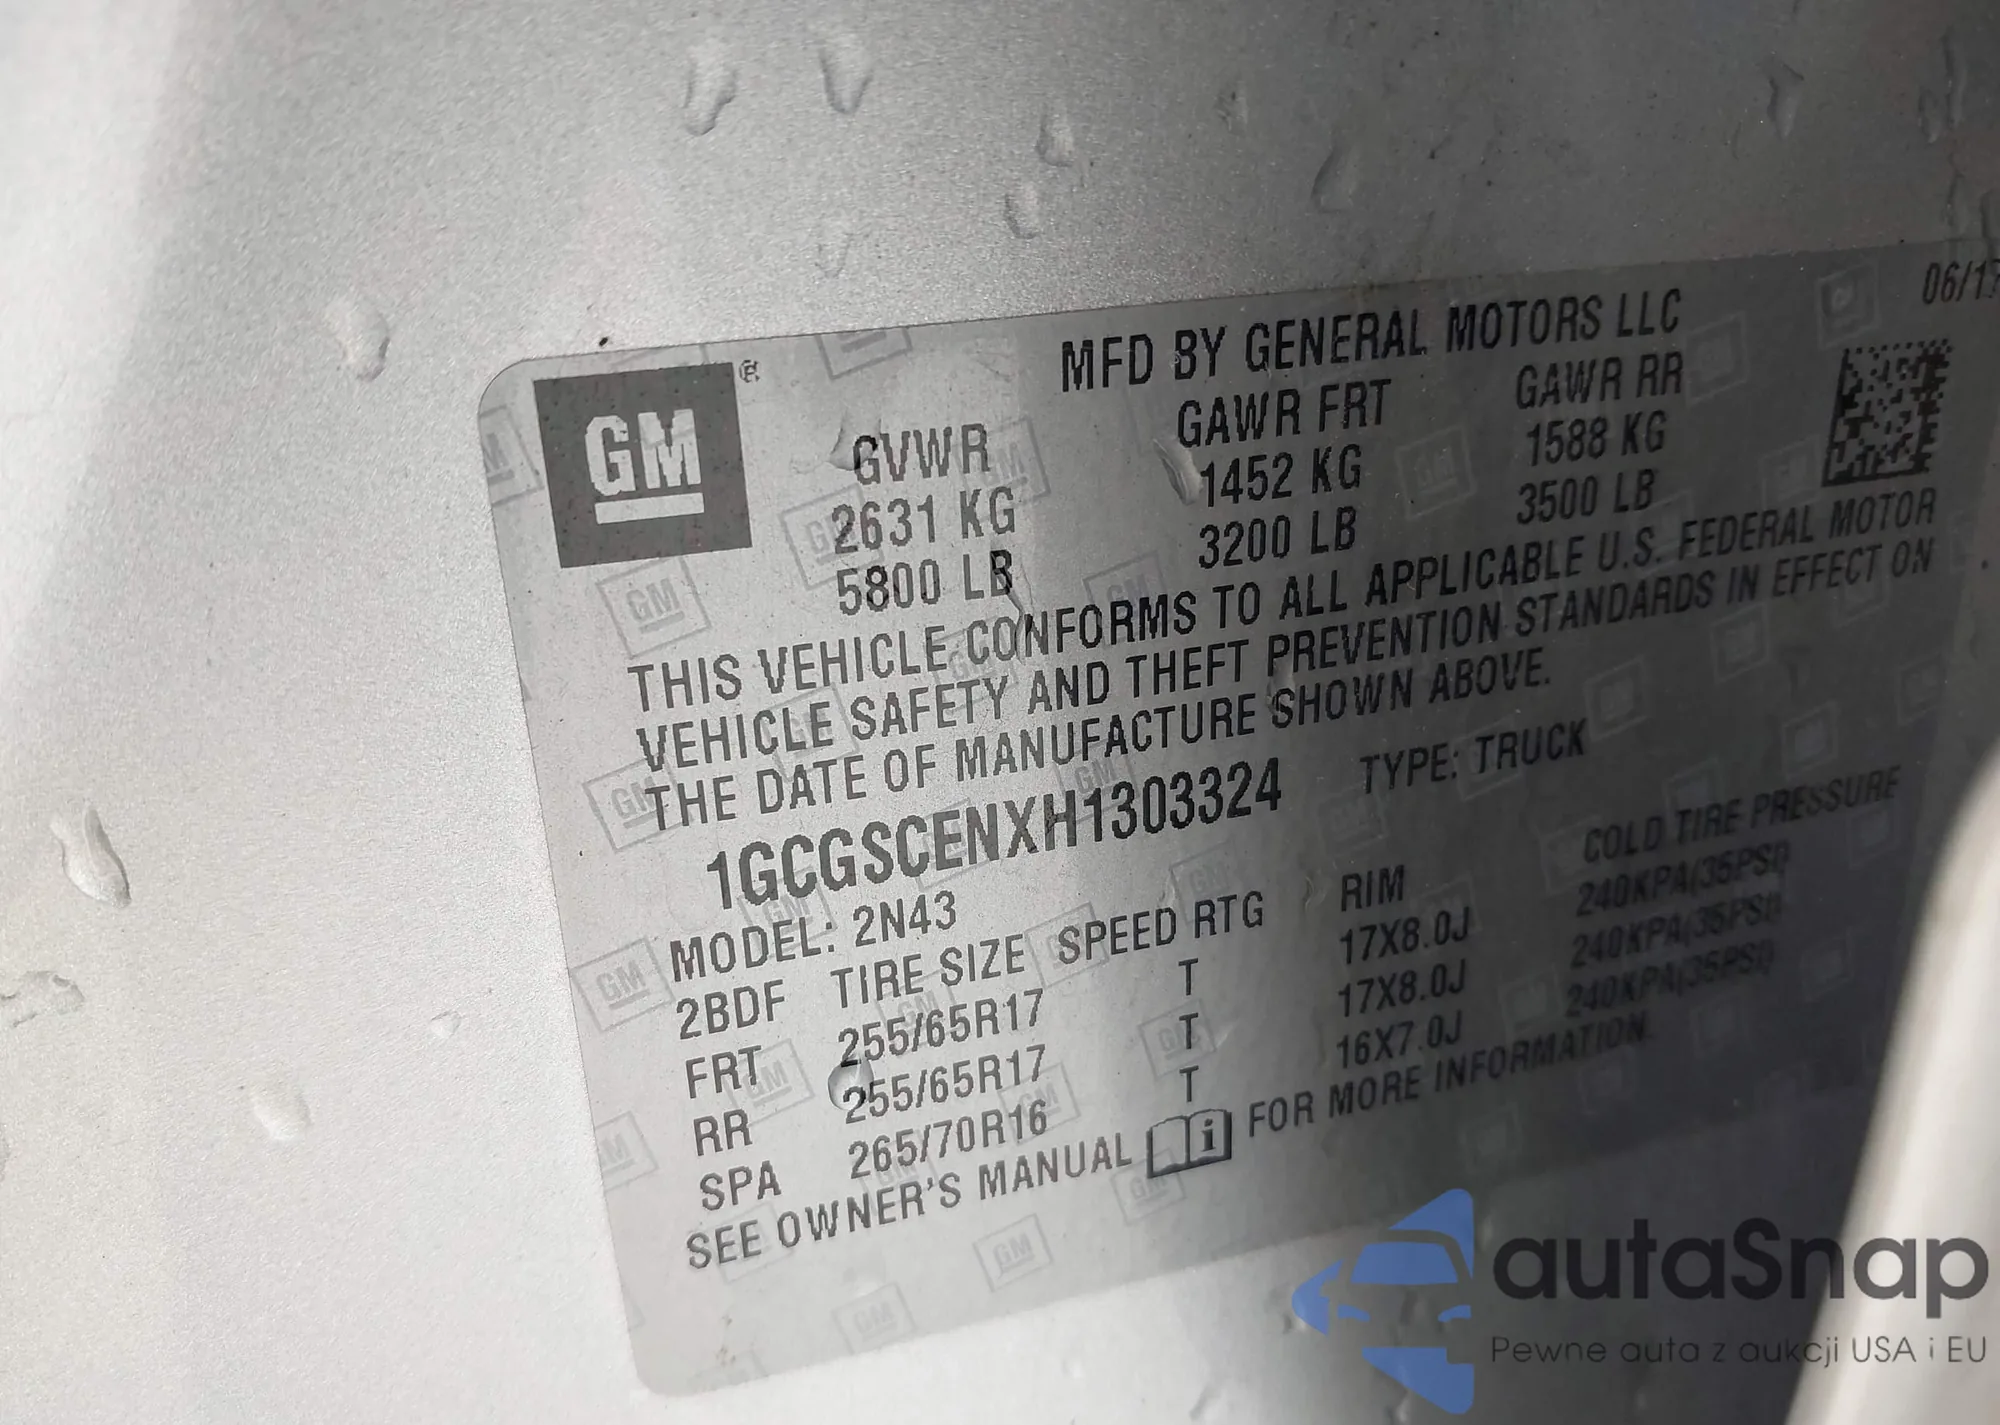 06/17
MFD BY GENERAL MOTORS LLC
GM ®
GVWR GAWR FRT GAWR RR
2631 KG 1452 KG 1588 KG
5800 LB 3200 LB 3500 LB
THIS VEHICLE CONFORMS TO ALL APPLICABLE U.S. FEDERAL MOTOR
VEHICLE SAFETY AND THEFT PREVENTION STANDARDS IN EFFECT ON
THE DATE OF MANUFACTURE SHOWN ABOVE.
1GCGSCENXH1303324 TYPE: TRUCK
MODEL: 2N43
2BDF TIRE SIZE SPEED RTG RIM COLD TIRE PRESSURE
FRT 255/65R17 T 17X8.0J 240KPA(35PSI)
RR 255/65R17 T 17X8.0J 240KPA(35PSI)
SPA 265/70R16 T 16X7.0J 240KPA(35PSI)
SEE OWNER'S MANUAL i FOR MORE INFORMATION.
autaSnap
Pewne auta z aukcji USA i EU